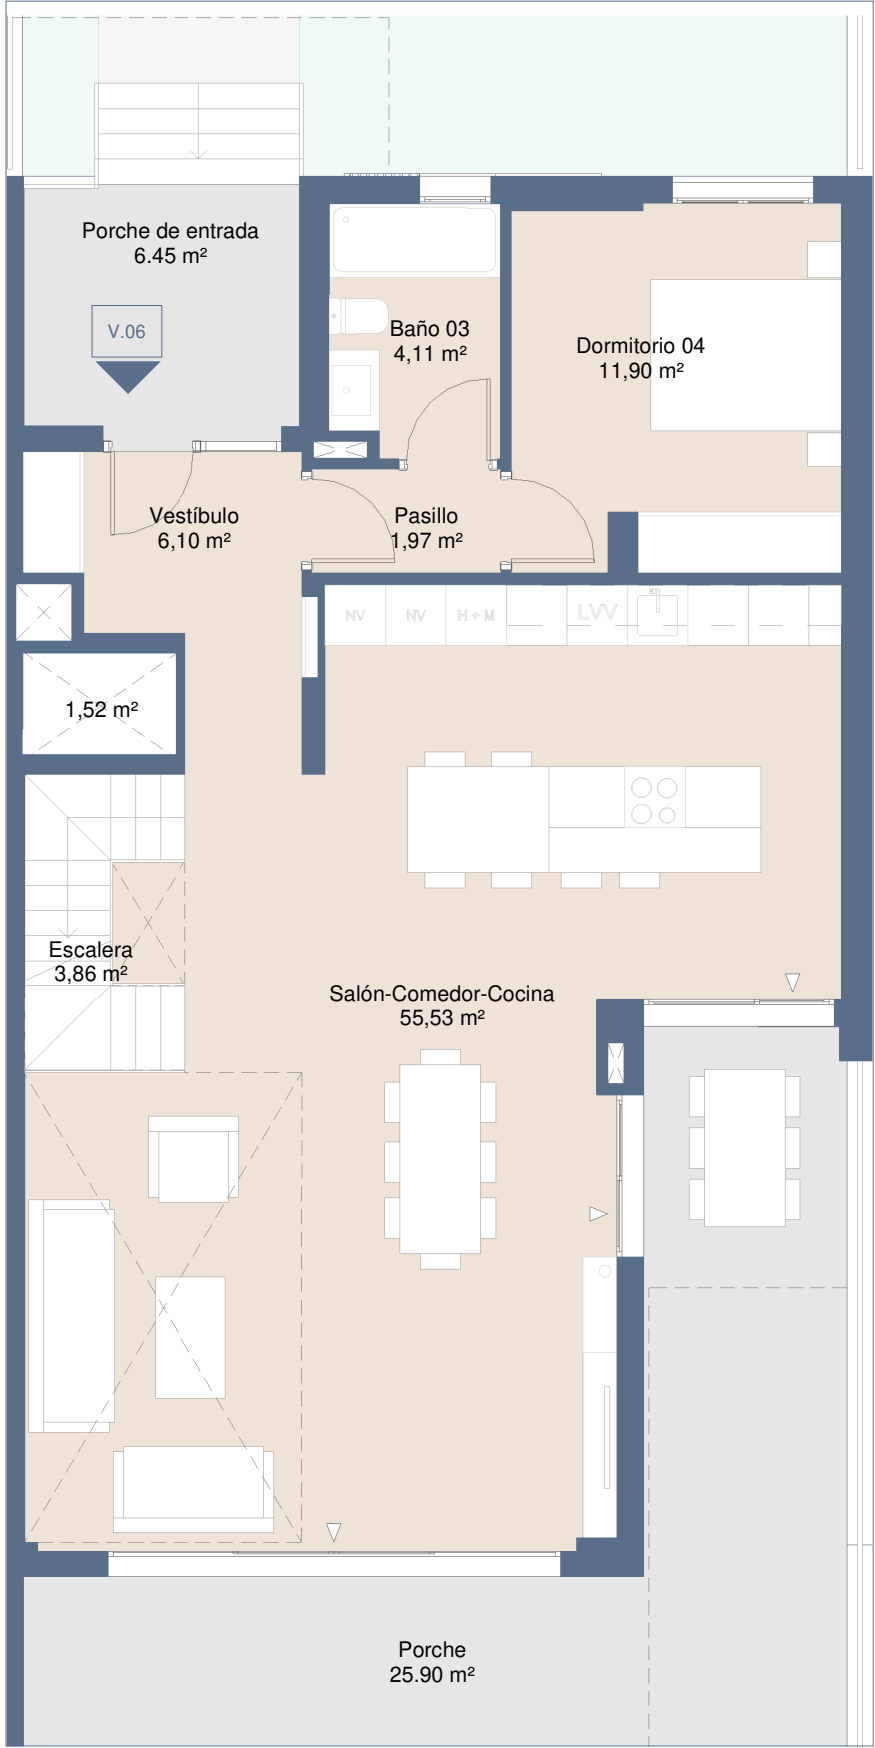 Porche de entrada
6.45 m²
V.06
Baño 03
4,11 m²
Dormitorio 04
11,90 m²
Vestíbulo
6,10 m²
Pasillo
1,97 m²
NV
NV
H + M
LVV
1,52 m²
Escalera
3,86 m²
Salón-Comedor-Cocina
55,53 m²
Porche
25.90 m²